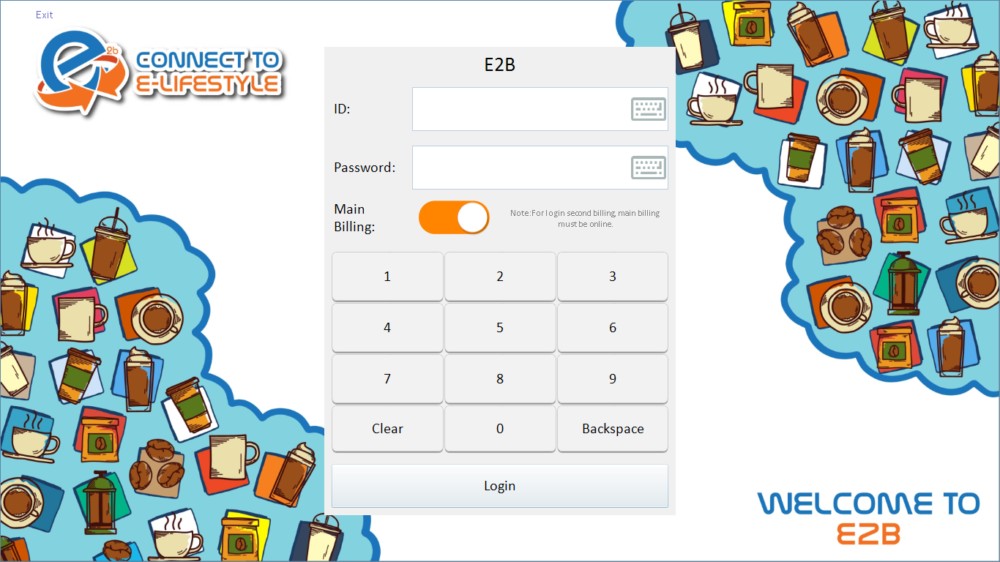 Exit
e2b
CONNECT TO
E-LIFESTYLE
E2B
ID:
Password:
Main
Billing:
Note:For login second billing, main billing
must be online.
1
2
3
4
5
6
7
8
9
Clear
0
Backspace
Login
WELCOME TO
E2B